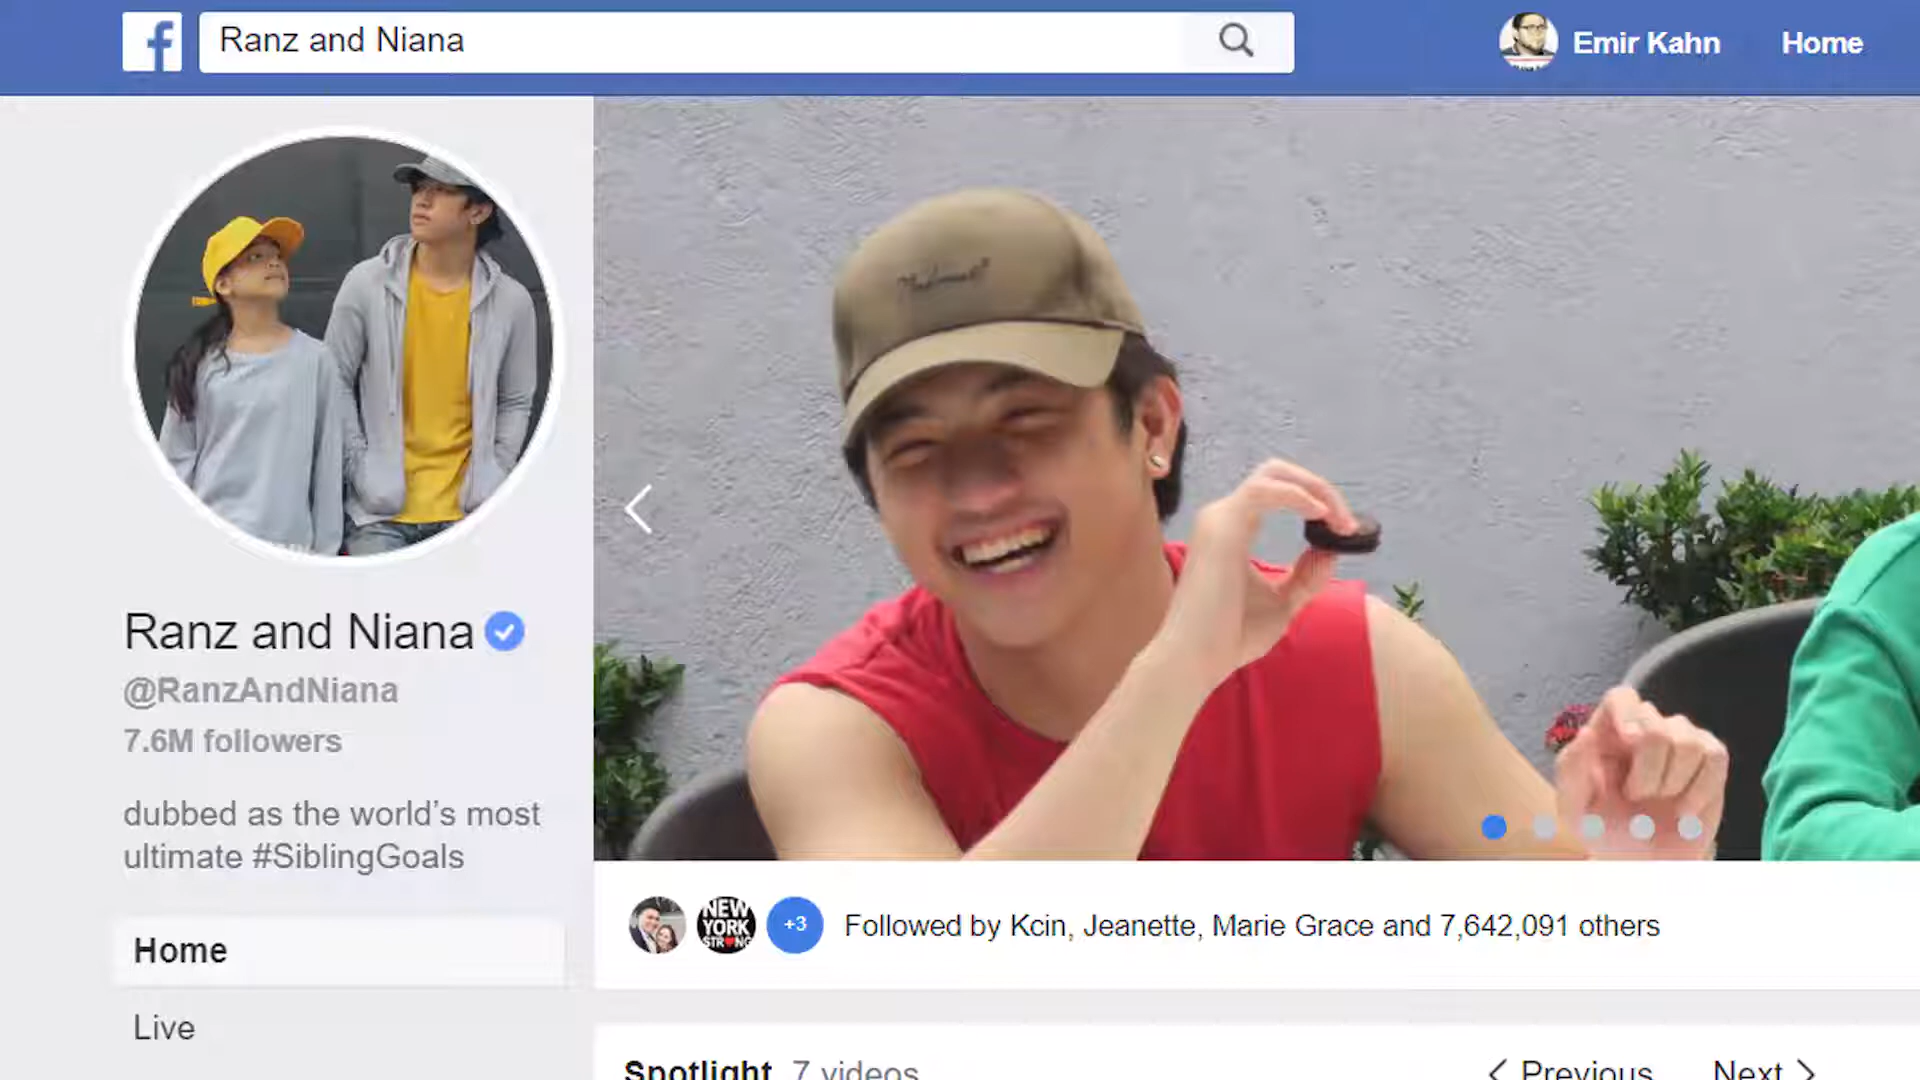 Ranz and Niana
Emir Kahn
Home
Ranz and Niana
@RanzAndNiana
7.6M followers
dubbed as the world’s most
ultimate #SiblingGoals
Home
Live
NEW
YORK
STRONG
+3
Followed by Kcin, Jeanette, Marie Grace and 7,642,091 others
Spotlight 7 videos
Previous
Next